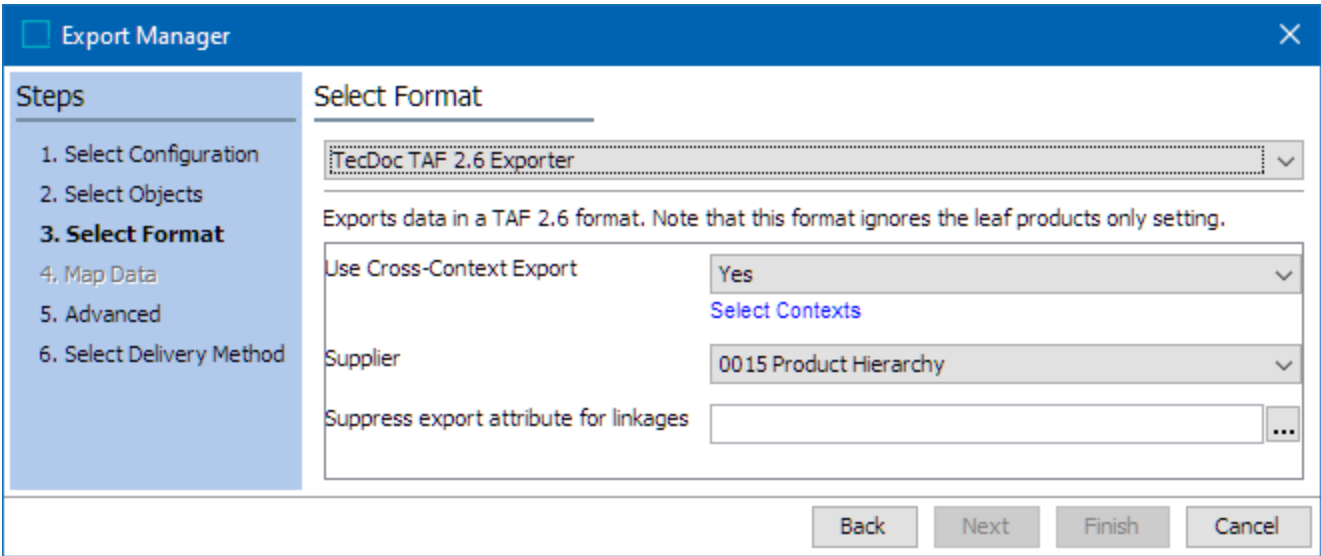 Export Manager
Steps
1. Select Configuration
2. Select Objects
3. Select Format
4. Map Data
5. Advanced
6. Select Delivery Method
Select Format
TecDoc TAF 2.6 Exporter
Exports data in a TAF 2.6 format. Note that this format ignores the leaf products only setting.
Use Cross-Context Export
Yes
Select Contexts
Supplier
0015 Product Hierarchy
Suppress export attribute for linkages
...
Back
Next
Finish
Cancel